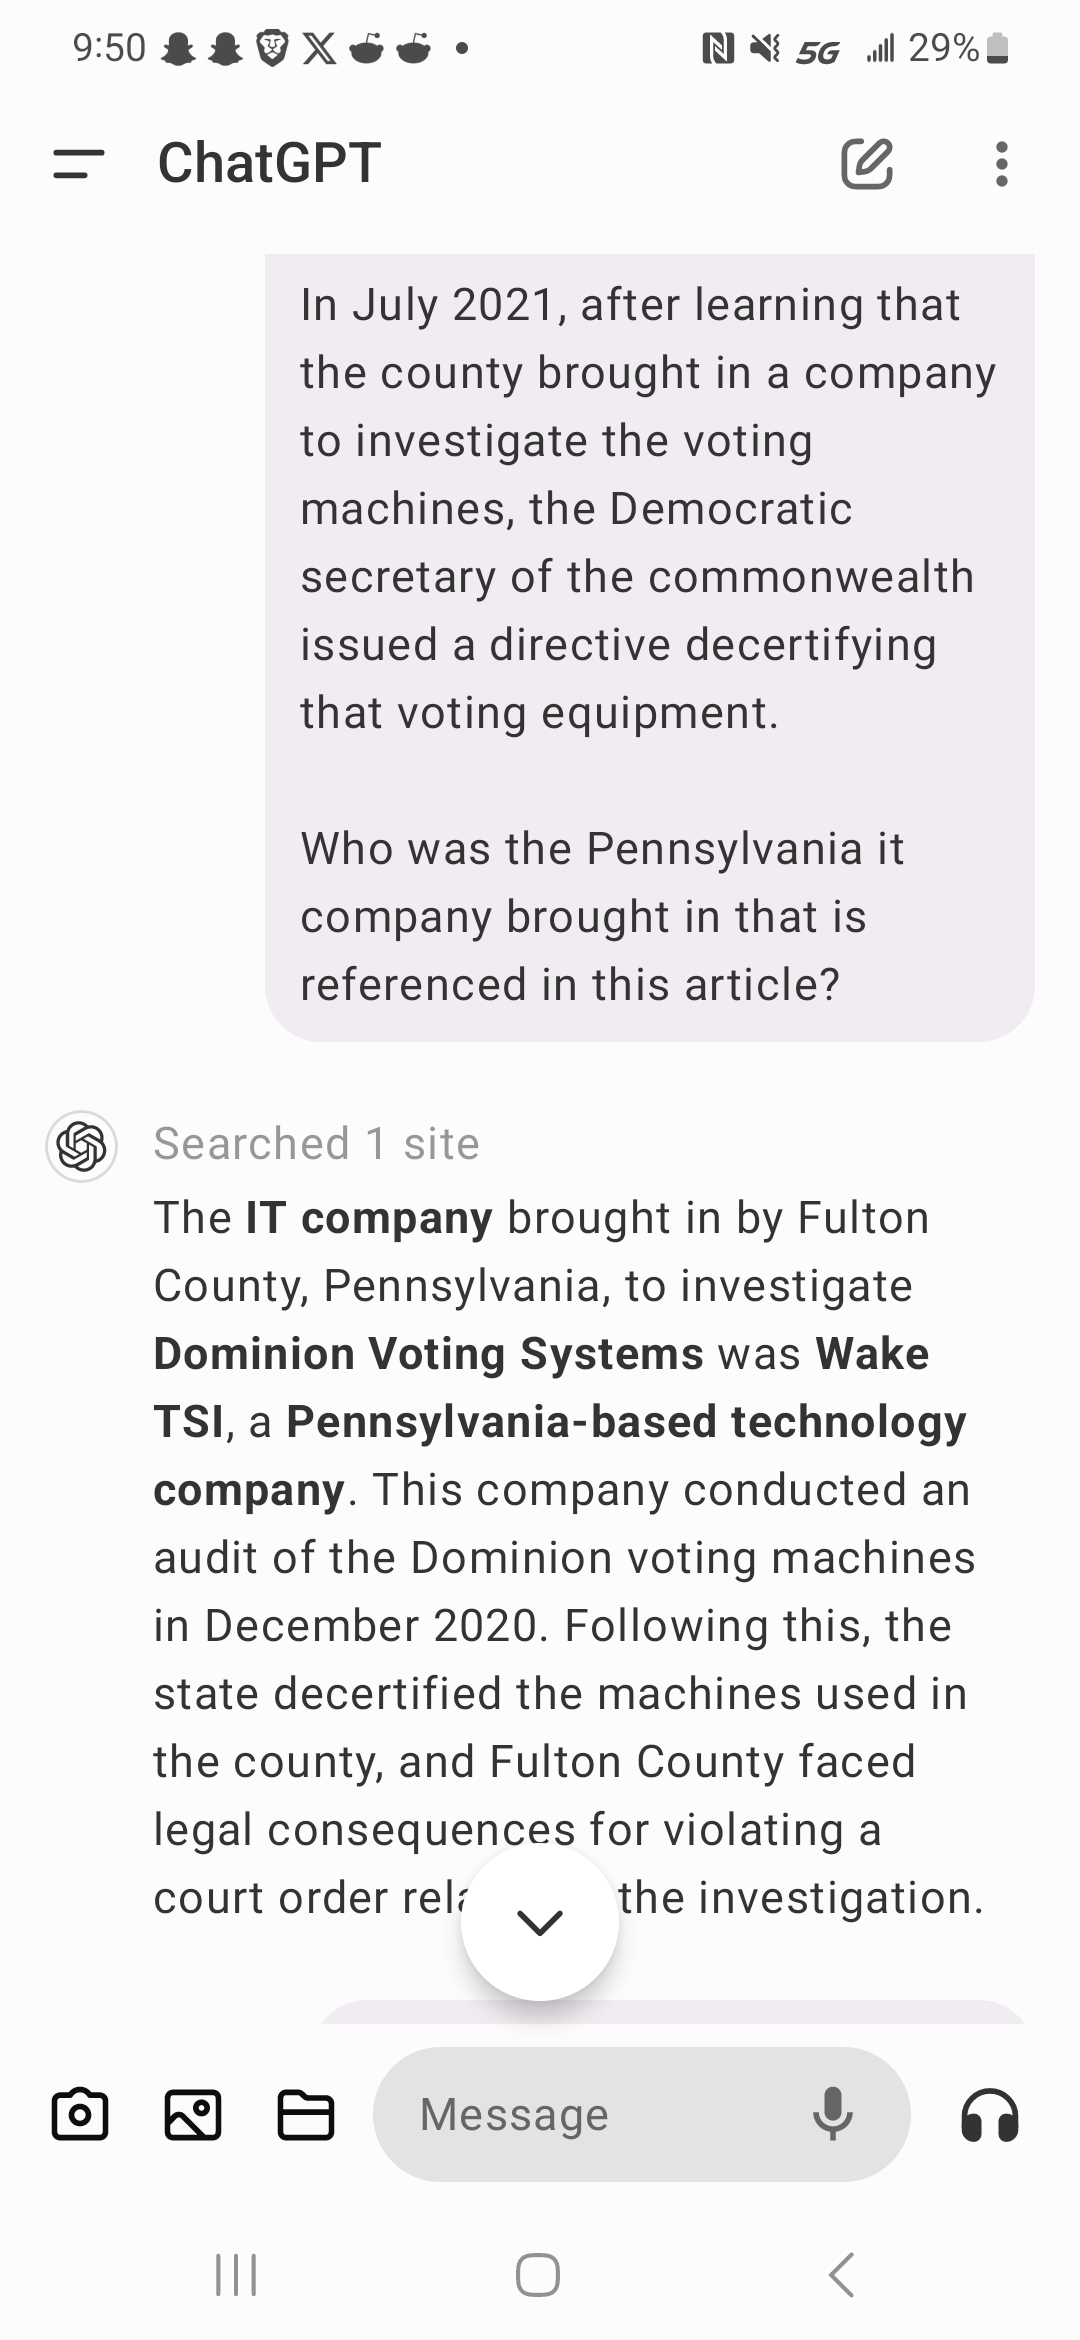 9:50 5G 29%
ChatGPT
In July 2021, after learning that
the county brought in a company
to investigate the voting
machines, the Democratic
secretary of the commonwealth
issued a directive decertifying
that voting equipment.
Who was the Pennsylvania it
company brought in that is
referenced in this article?
Searched 1 site
The IT company brought in by Fulton
County, Pennsylvania, to investigate
Dominion Voting Systems was Wake
TSI, a Pennsylvania-based technology
company. This company conducted an
audit of the Dominion voting machines
in December 2020. Following this, the
state decertified the machines used in
the county, and Fulton County faced
legal consequences for violating a
court order the investigation.
Message